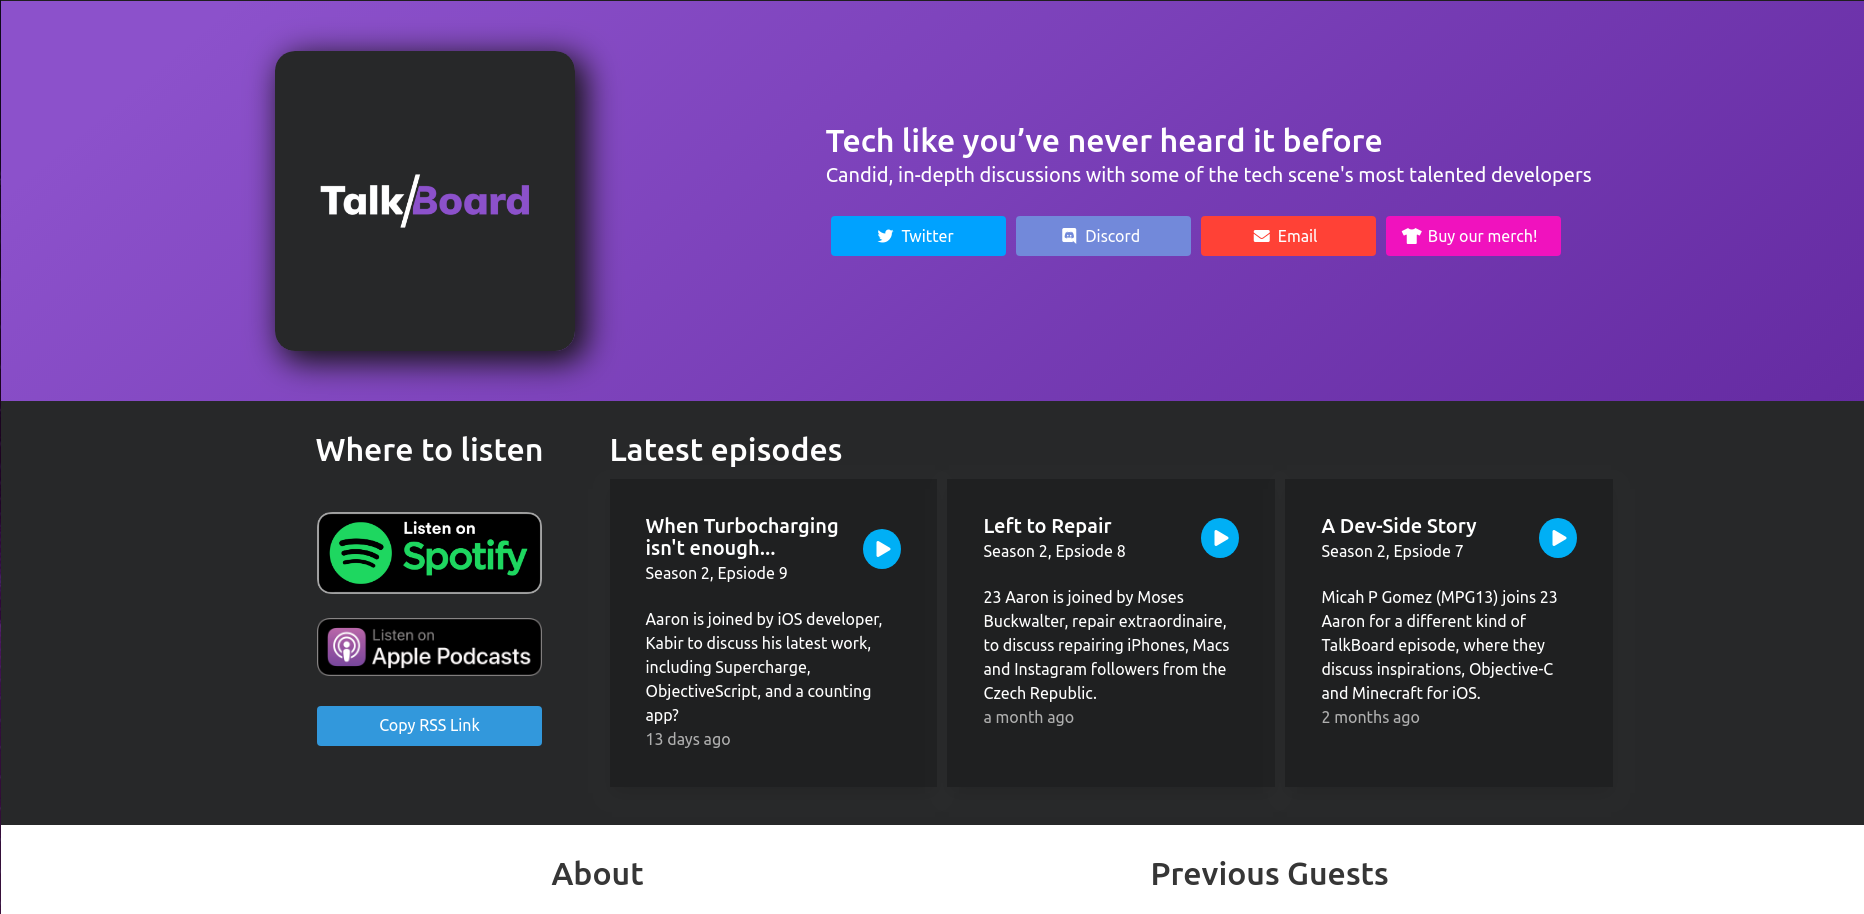 Talk/Board
Tech like you’ve never heard it before
Candid, in-depth discussions with some of the tech scene's most talented developers
Twitter
Discord
Email
Buy our merch!
Where to listen
Listen on
Spotify
Listen on
Apple Podcasts
Copy RSS Link
Latest episodes
When Turbocharging
isn't enough...
Season 2, Epsiode 9
Aaron is joined by iOS developer,
Kabir to discuss his latest work,
including Supercharge,
ObjectiveScript, and a counting
app?
13 days ago
Left to Repair
Season 2, Epsiode 8
23 Aaron is joined by Moses
Buckwalter, repair extraordinaire,
to discuss repairing iPhones, Macs
and Instagram followers from the
Czech Republic.
a month ago
A Dev-Side Story
Season 2, Epsiode 7
Micah P Gomez (MPG13) joins 23
Aaron for a different kind of
TalkBoard episode, where they
discuss inspirations, Objective-C
and Minecraft for iOS.
2 months ago
About
Previous Guests